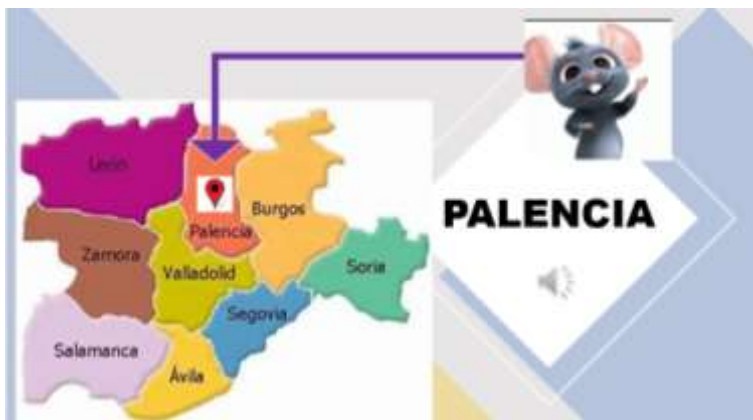 León
Burgos
PALENCIA
Palencia
Zamora
Valladolid
Soria
Segovia
Salamanca
Ávila